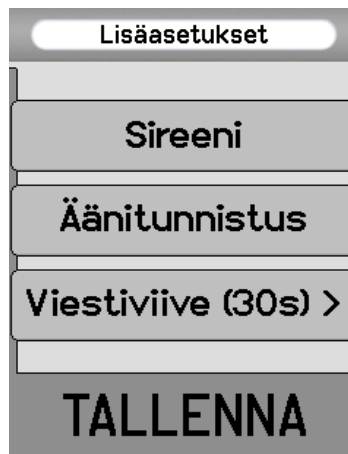 Lisäasetukset
Sireeni
Äänitunnistus
Viestiviive (30s) >
TALLENNA